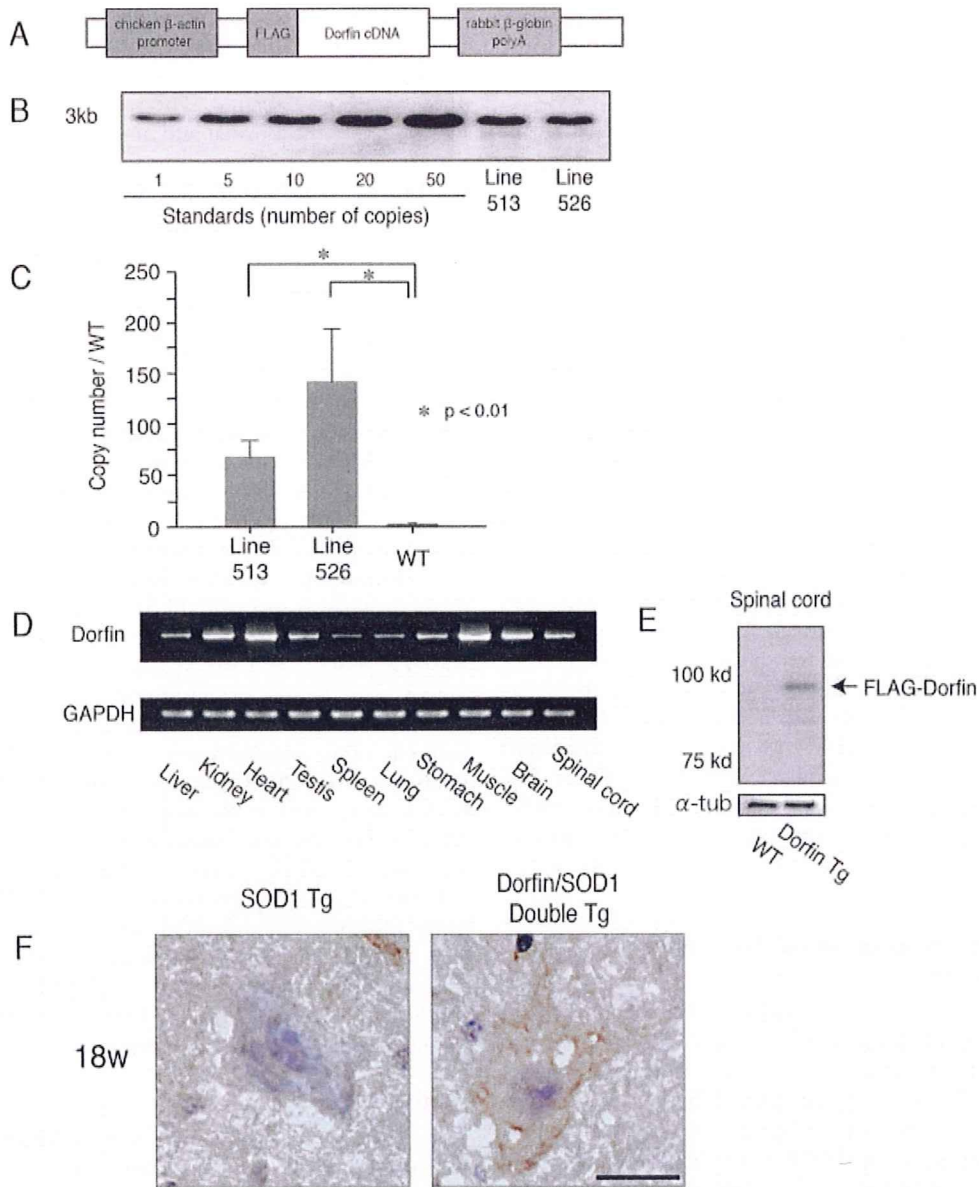 A
chicken β-actin
promoter
FLAG
Dorfin cDNA
rabbit β-globin
polyA
B
3kb
1 5 10 20 50
Line
513
Line
526
Standards (number of copies)
C
Copy number / WT
250
200
150
100
50
0
*
*
* p < 0.01
Line
513
Line
526
WT
D
Dorfin
GAPDH
Liver
Kidney
Heart
Testis
Spleen
Lung
Stomach
Muscle
Brain
Spinal cord
E
Spinal cord
100 kd
FLAG-Dorfin
75 kd
α-tub
WT
Dorfin Tg
F
SOD1 Tg
Dorfin/SOD1
Double Tg
18w